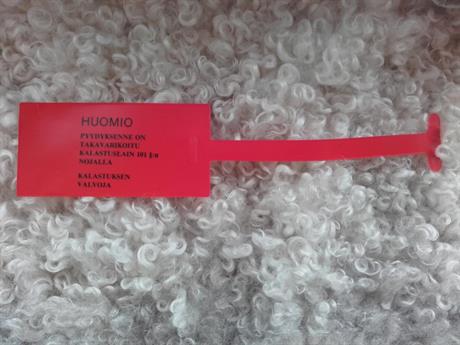 HUOMIO
PYYDYKSENNE ON
TAKAVARIKOITU
KALASTUSLAIN 101 §:n
NOJALLA
KALASTUKSEN
VALVOJA